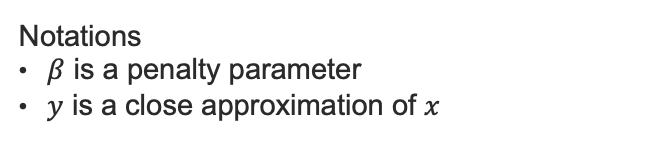 Notations
• β is a penalty parameter
• y is a close approximation of x